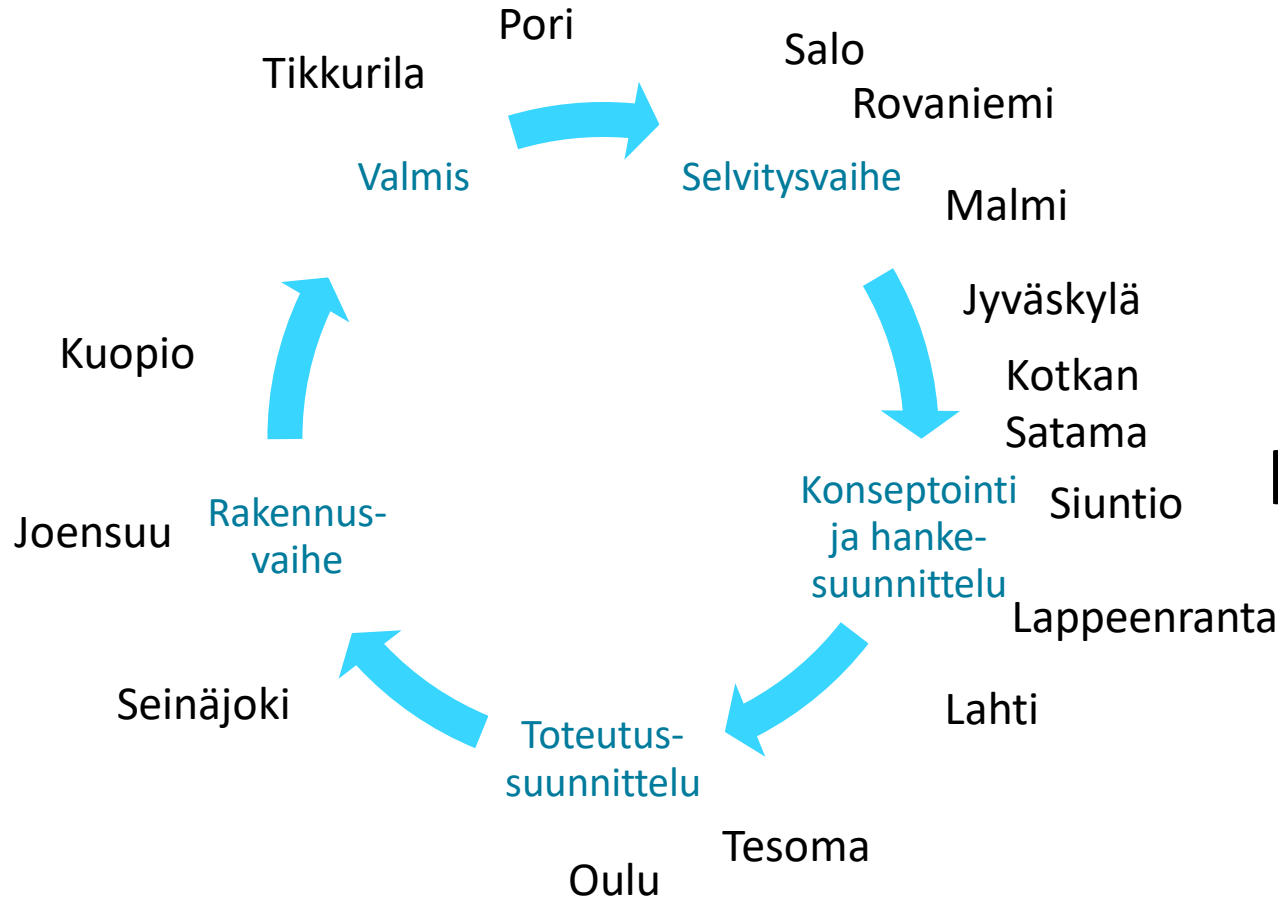 Pori
Salo
Tikkurila
Rovaniemi
Valmis
Selvitysvaihe
Malmi
Jyväskylä
Kuopio
Kotkan
Satama
Konseptointi
ja hanke-
suunnittelu
Siuntio
Joensuu
Rakennus-
vaihe
Lappeenranta
Seinäjoki
Lahti
Toteutus-
suunnittelu
Tesoma
Oulu